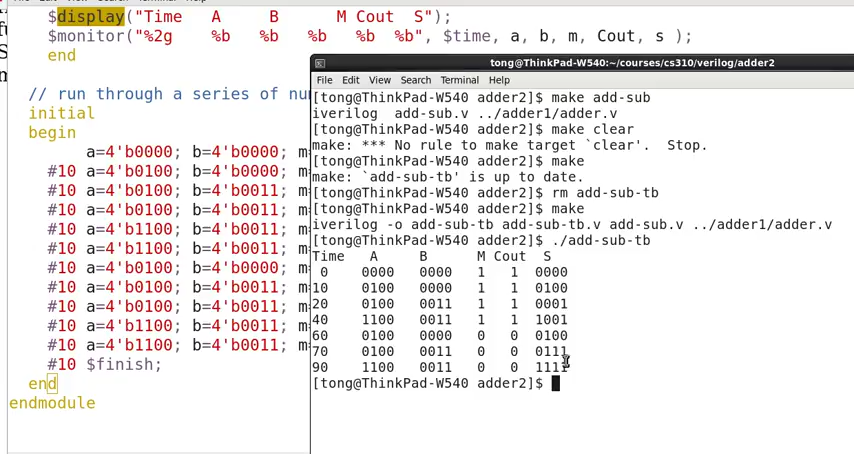 $display("Time A B M Cout S");
$monitor("%2g %b %b %b %b %b", $time, a, b, m, Cout, s );
end
// run through a series of nu
initial
begin
a=4'b0000; b=4'b0000; m
#10 a=4'b0100; b=4'b0000; m
#10 a=4'b0100; b=4'b0011; m
#10 a=4'b0100; b=4'b0011; m
#10 a=4'b1100; b=4'b0011; m
#10 a=4'b1100; b=4'b0011; m
#10 a=4'b0100; b=4'b0000; m
#10 a=4'b0100; b=4'b0011; m
#10 a=4'b0100; b=4'b0011; m
#10 a=4'b1100; b=4'b0011; m
#10 a=4'b1100; b=4'b0011; m
#10 $finish;
end
endmodule
tong@ThinkPad-W540:~/courses/cs310/verilog/adder2
File Edit View Search Terminal Help
[tong@ThinkPad-W540 adder2]$ make add-sub
iverilog add-sub.v ../adder1/adder.v
[tong@ThinkPad-W540 adder2]$ make clear
make: *** No rule to make target `clear'. Stop.
[tong@ThinkPad-W540 adder2]$ make
make: `add-sub-tb' is up to date.
[tong@ThinkPad-W540 adder2]$ rm add-sub-tb
[tong@ThinkPad-W540 adder2]$ make
iverilog -o add-sub-tb add-sub-tb.v add-sub.v ../adder1/adder.v
[tong@ThinkPad-W540 adder2]$ ./add-sub-tb
Time A B M Cout S
0 0000 0000 1 1 0000
10 0100 0000 1 1 0100
20 0100 0011 1 1 0001
40 1100 0011 1 1 1001
60 0100 0000 0 0 0100
70 0100 0011 0 0 0111
90 1100 0011 0 0 1111
[tong@ThinkPad-W540 adder2]$